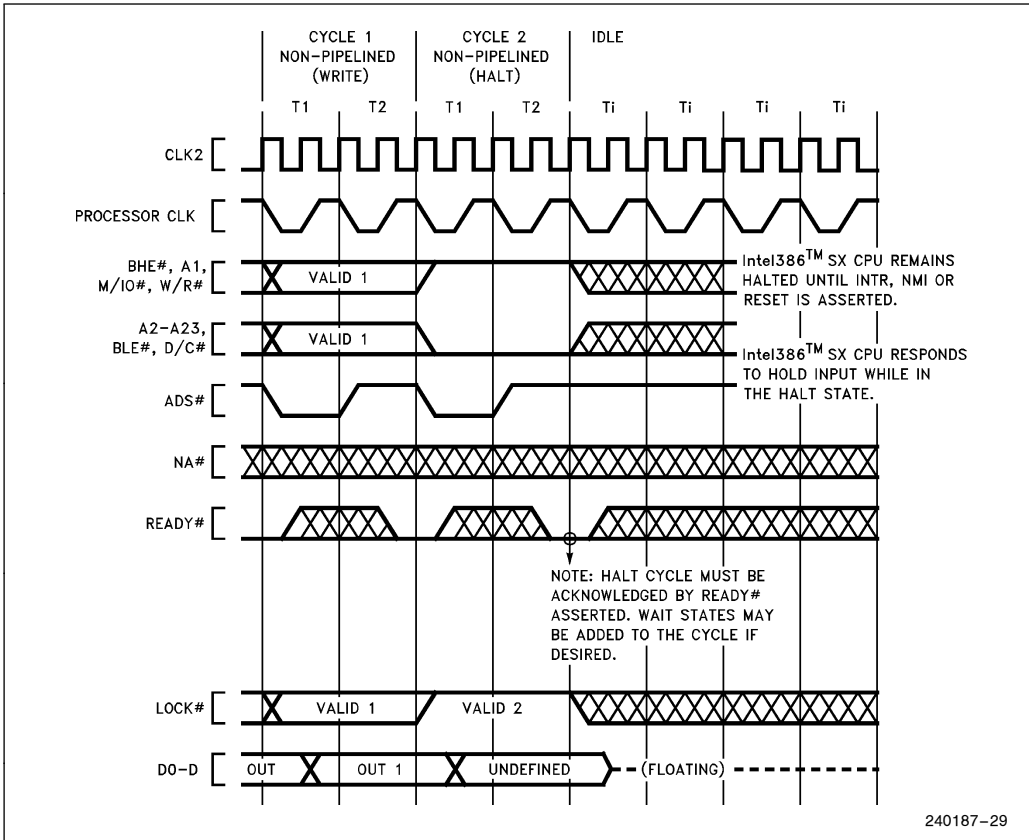 CYCLE 1
NON-PIPELINED
(WRITE)
CYCLE 2
NON-PIPELINED
(HALT)
IDLE
T1 T2 T1 T2 Ti Ti Ti Ti
CLK2
PROCESSOR CLK
BHE#, A1,
M/IO#, W/R#
VALID 1
Intel386™ SX CPU REMAINS
HALTED UNTIL INTR, NMI OR
RESET IS ASSERTED.
A2-A23,
BLE#, D/C#
VALID 1
Intel386™ SX CPU RESPONDS
TO HOLD INPUT WHILE IN
THE HALT STATE.
ADS#
NA#
READY#
NOTE: HALT CYCLE MUST BE
ACKNOWLEDGED BY READY#
ASSERTED. WAIT STATES MAY
BE ADDED TO THE CYCLE IF
DESIRED.
LOCK# VALID 1 VALID 2
D0-D OUT OUT 1 UNDEFINED (FLOATING)
240187-29